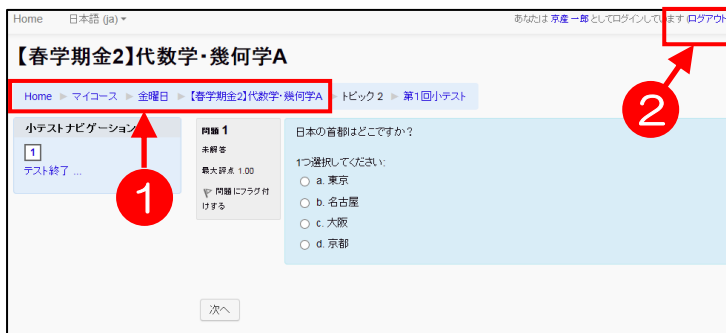 Home 日本語 (ja) ▾ あなたは 京産 一郎 としてログインしています (ログアウト
【春学期金2】代数学・幾何学A
Home ▶ マイコース ▶ 金曜日 ▶ 【春学期金2】代数学・幾何学A ▶ トピック 2 ▶ 第1回小テスト
小テストナビゲーション
1
テスト終了 ...
問題 1
未解答
最大評点 1.00
問題にフラグ付
けする
日本の首都はどこですか?
1つ選択してください:
a. 東京
b. 名古屋
c. 大阪
d. 京都
次へ
1
2